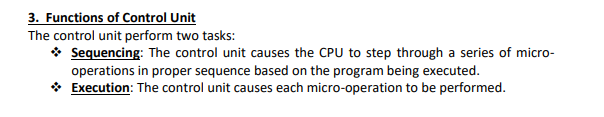 3. Functions of Control Unit
The control unit perform two tasks:
❖ Sequencing: The control unit causes the CPU to step through a series of micro-
operations in proper sequence based on the program being executed.
❖ Execution: The control unit causes each micro-operation to be performed.